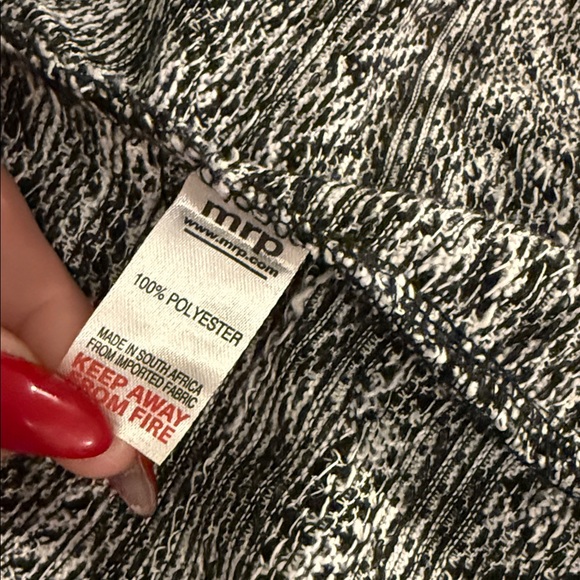 mrp
www.mrp.com
100% POLYESTER
MADE IN SOUTH AFRICA
FROM IMPORTED FABRIC
KEEP AWAY
FROM FIRE